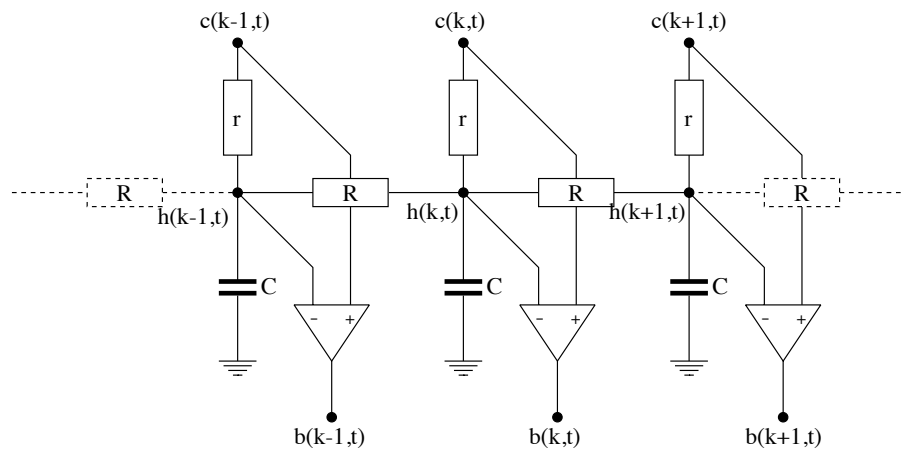 c(k-1,t) c(k,t) c(k+1,t)
r r r
R R R R
h(k-1,t) h(k,t) h(k+1,t)
C C C
- + - + - +
b(k-1,t) b(k,t) b(k+1,t)